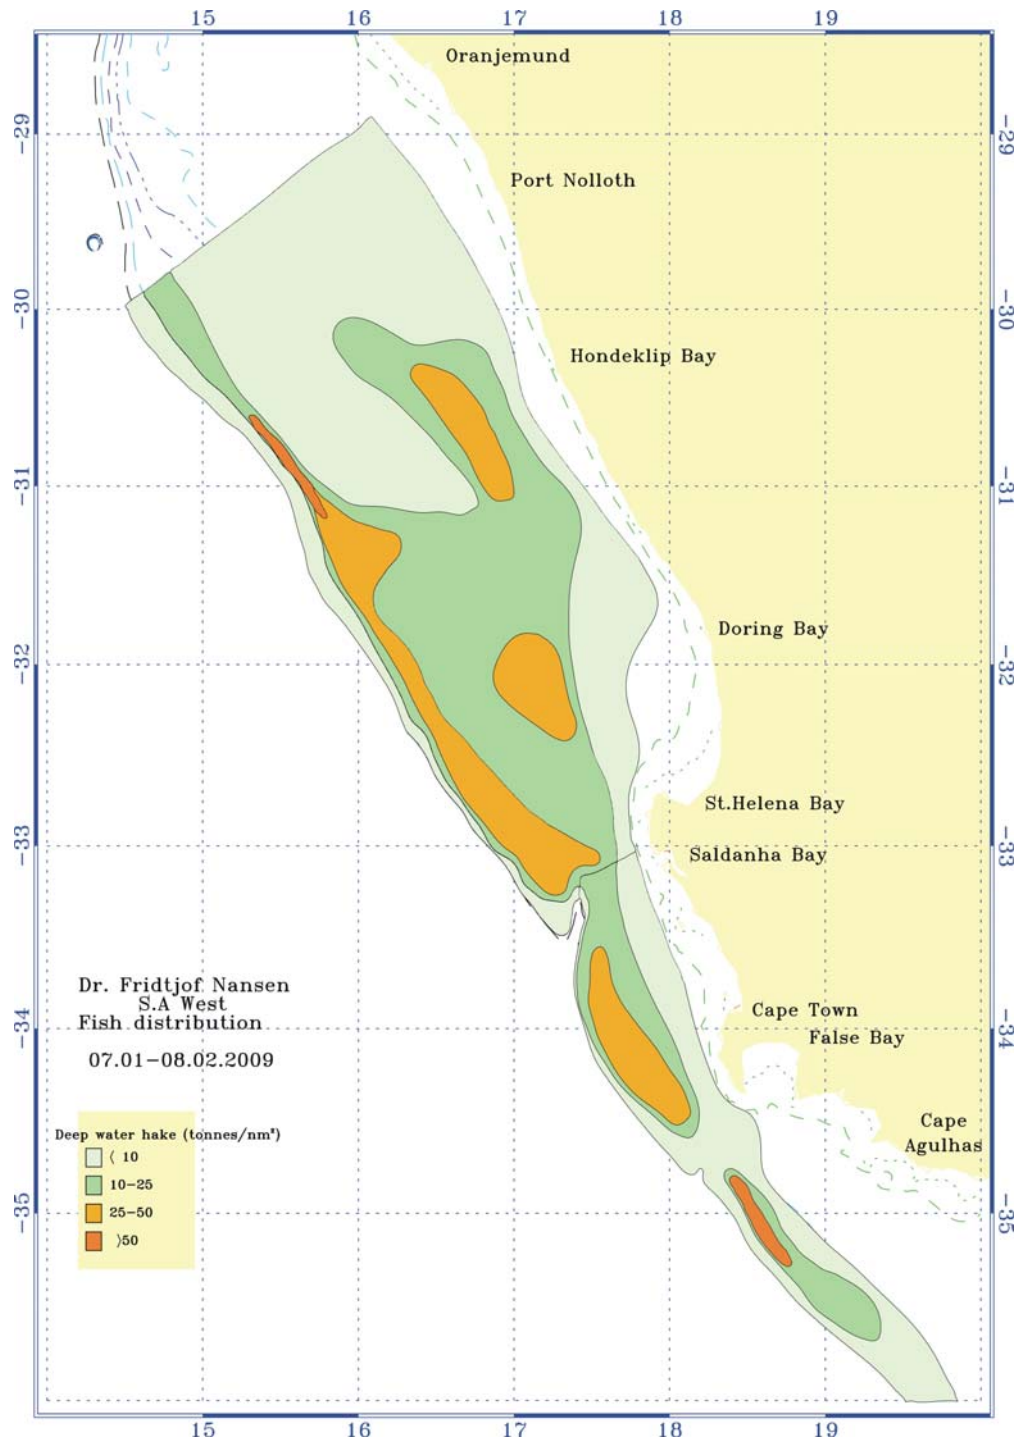 15 16 17 18 19
Oranjemund
-29 -29
Port Nolloth
-30 -30
Hondeklip Bay
-31 -31
Doring Bay
-32 -32
St.Helena Bay
-33 -33
Saldanha Bay
Dr. Fridtjof Nansen
S.A West
Fish distribution
07.01-08.02.2009
Cape Town
-34 -34
False Bay
Cape
Agulhas
Deep water hake (tonnes/nm²)
⟨ 10
10-25
25-50
⟩50
-35 -35
15 16 17 18 19